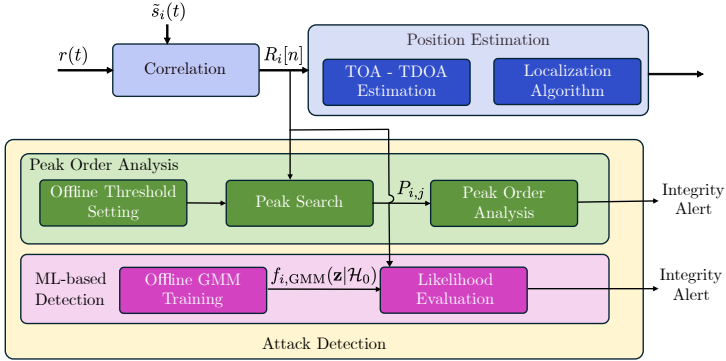 s̃ᵢ(t)
r(t)
Correlation
Rᵢ[n]
Position Estimation
TOA - TDOA
Estimation
Localization
Algorithm
Peak Order Analysis
Offline Threshold
Setting
Peak Search
Pᵢ,ⱼ
Peak Order
Analysis
Integrity
Alert
ML-based
Detection
Offline GMM
Training
f_{i,GMM}(𝐳|ℋ₀)
Likelihood
Evaluation
Integrity
Alert
Attack Detection